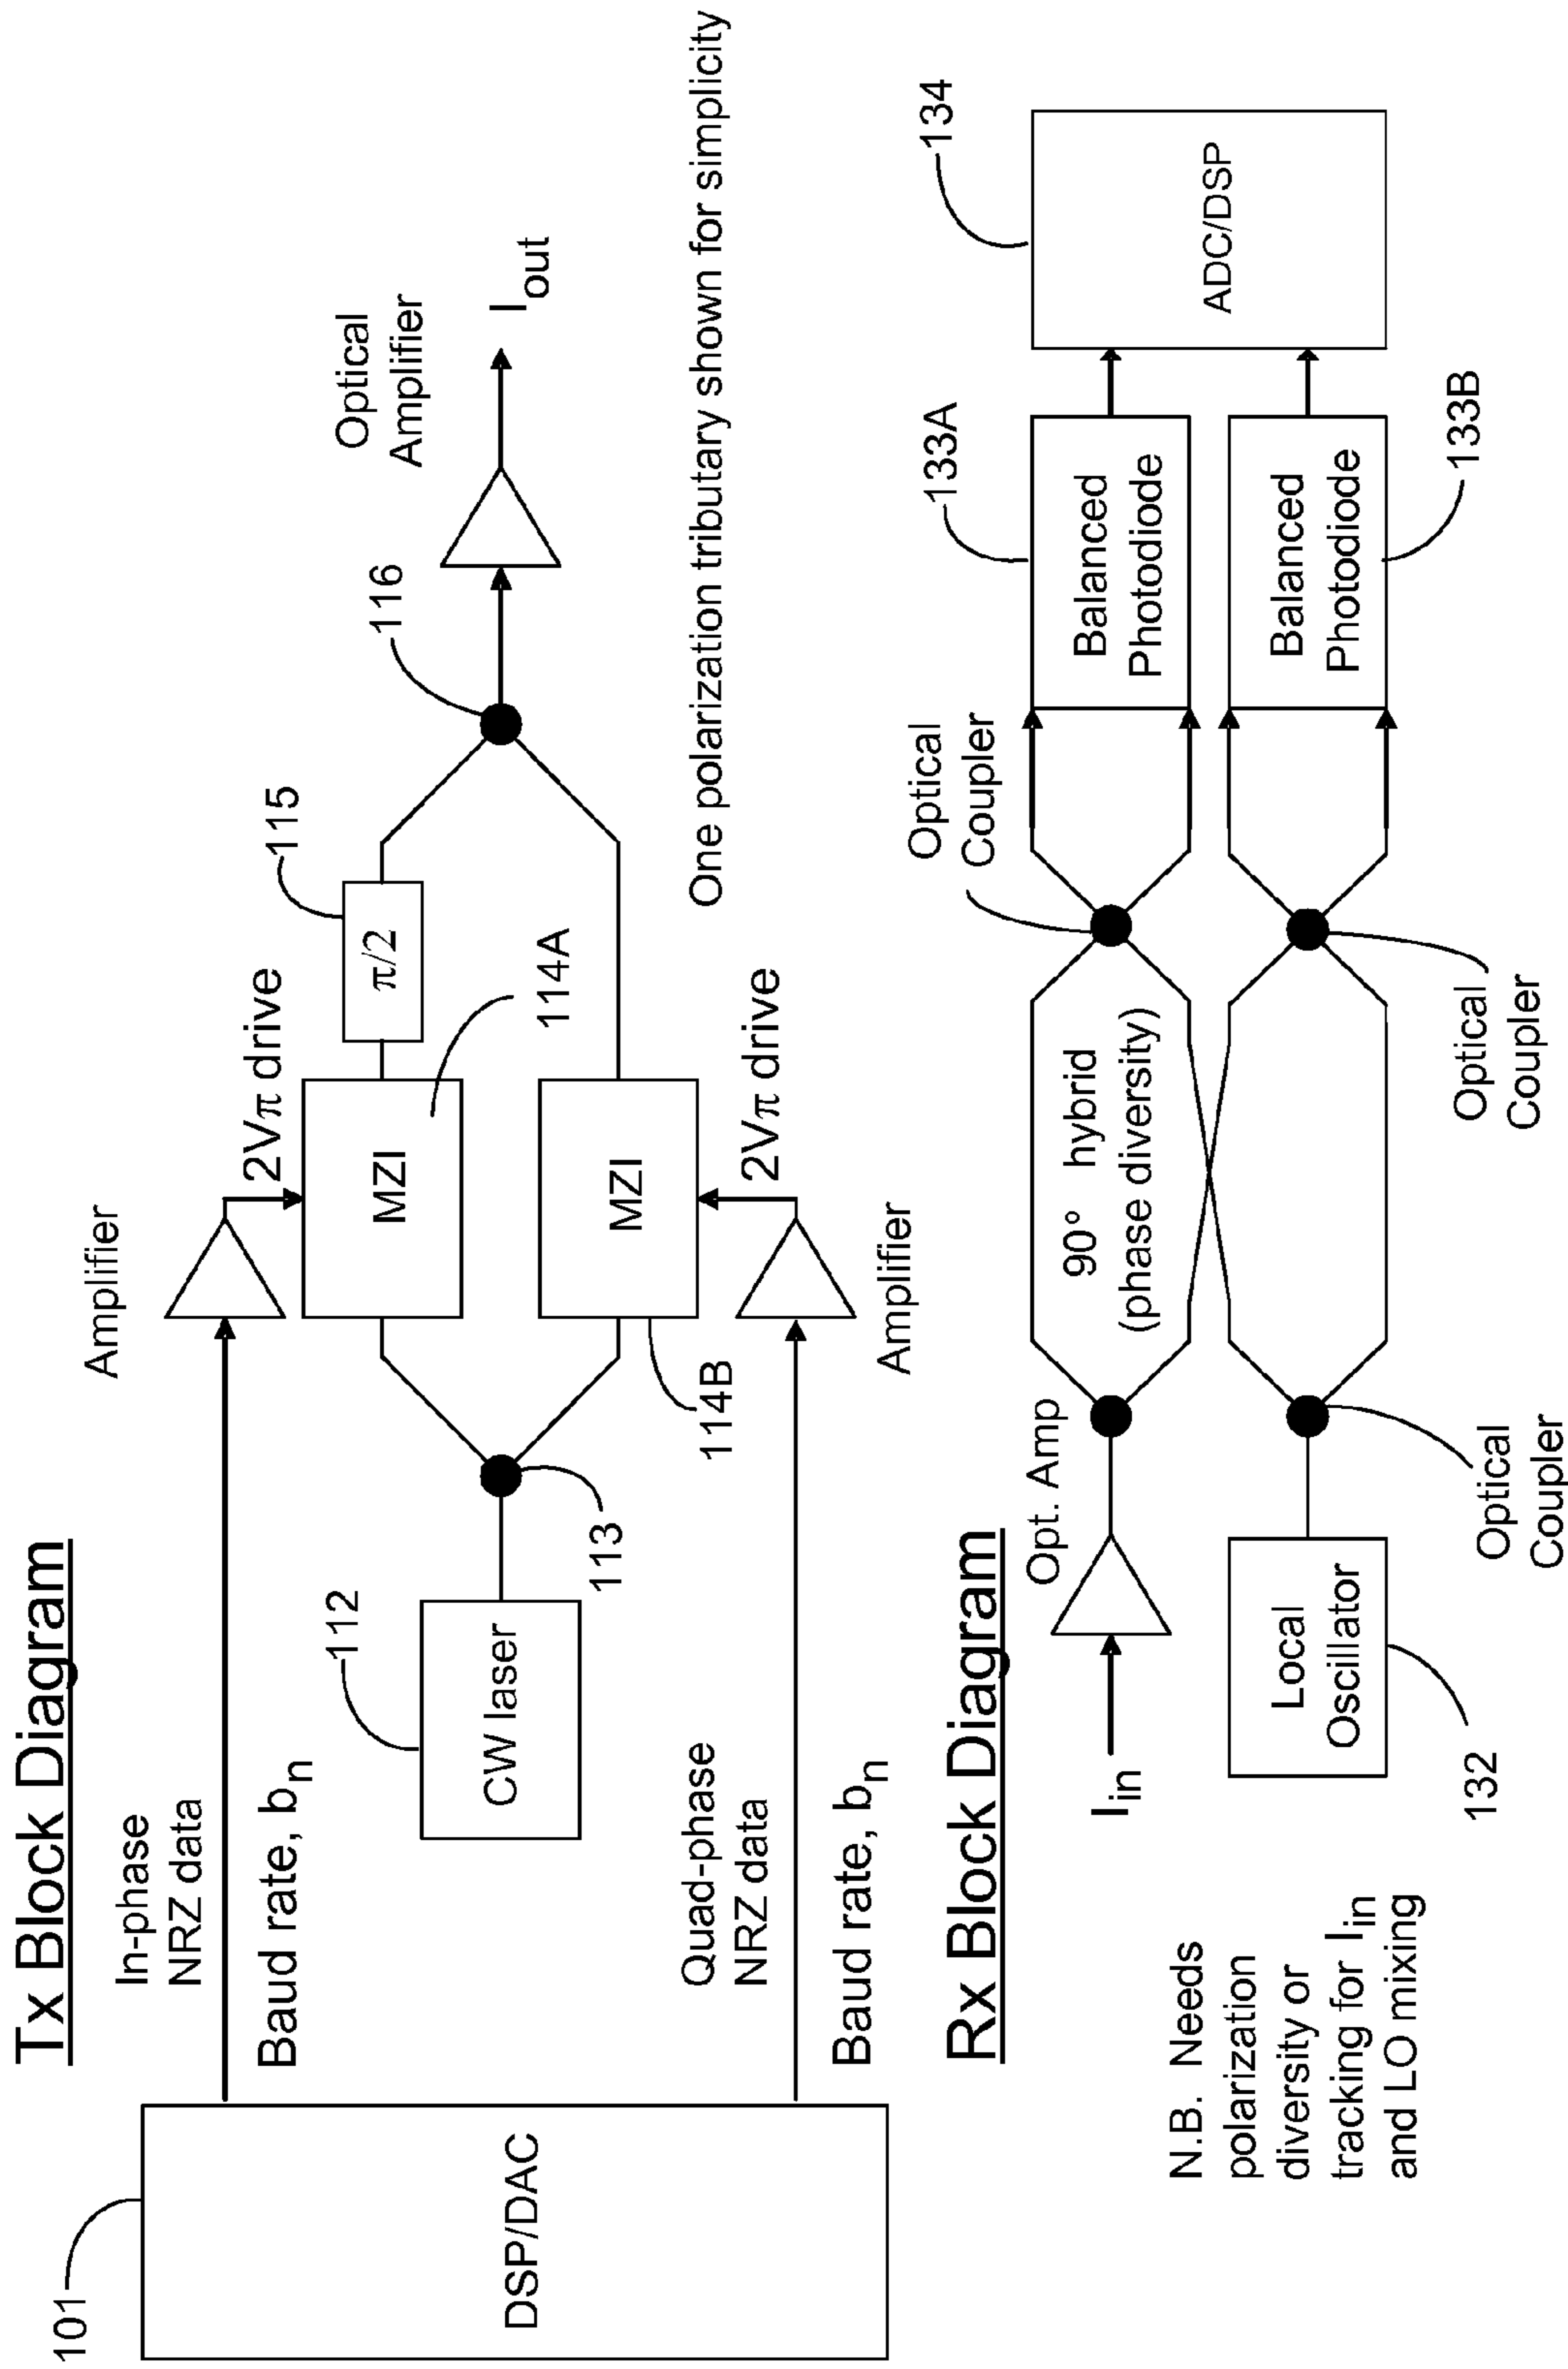 Tx Block Diagram
101
DSP/DAC
In-phase
NRZ data
Baud rate, bn
Quad-phase
NRZ data
Baud rate, bn
112
CW laser
113
Amplifier
2Vπ drive
MZI
114A
MZI
114B
2Vπ drive
Amplifier
π/2
115
116
Optical
Amplifier
Iout
One polarization tributary shown for simplicity
Rx Block Diagram
N.B. Needs
polarization
diversity or
tracking for Iin
and LO mixing
Iin
Opt. Amp
Local
Oscillator
132
Optical
Coupler
90° hybrid
(phase diversity)
Optical
Coupler
Optical
Coupler
Balanced
Photodiode
133A
Balanced
Photodiode
133B
ADC/DSP
134